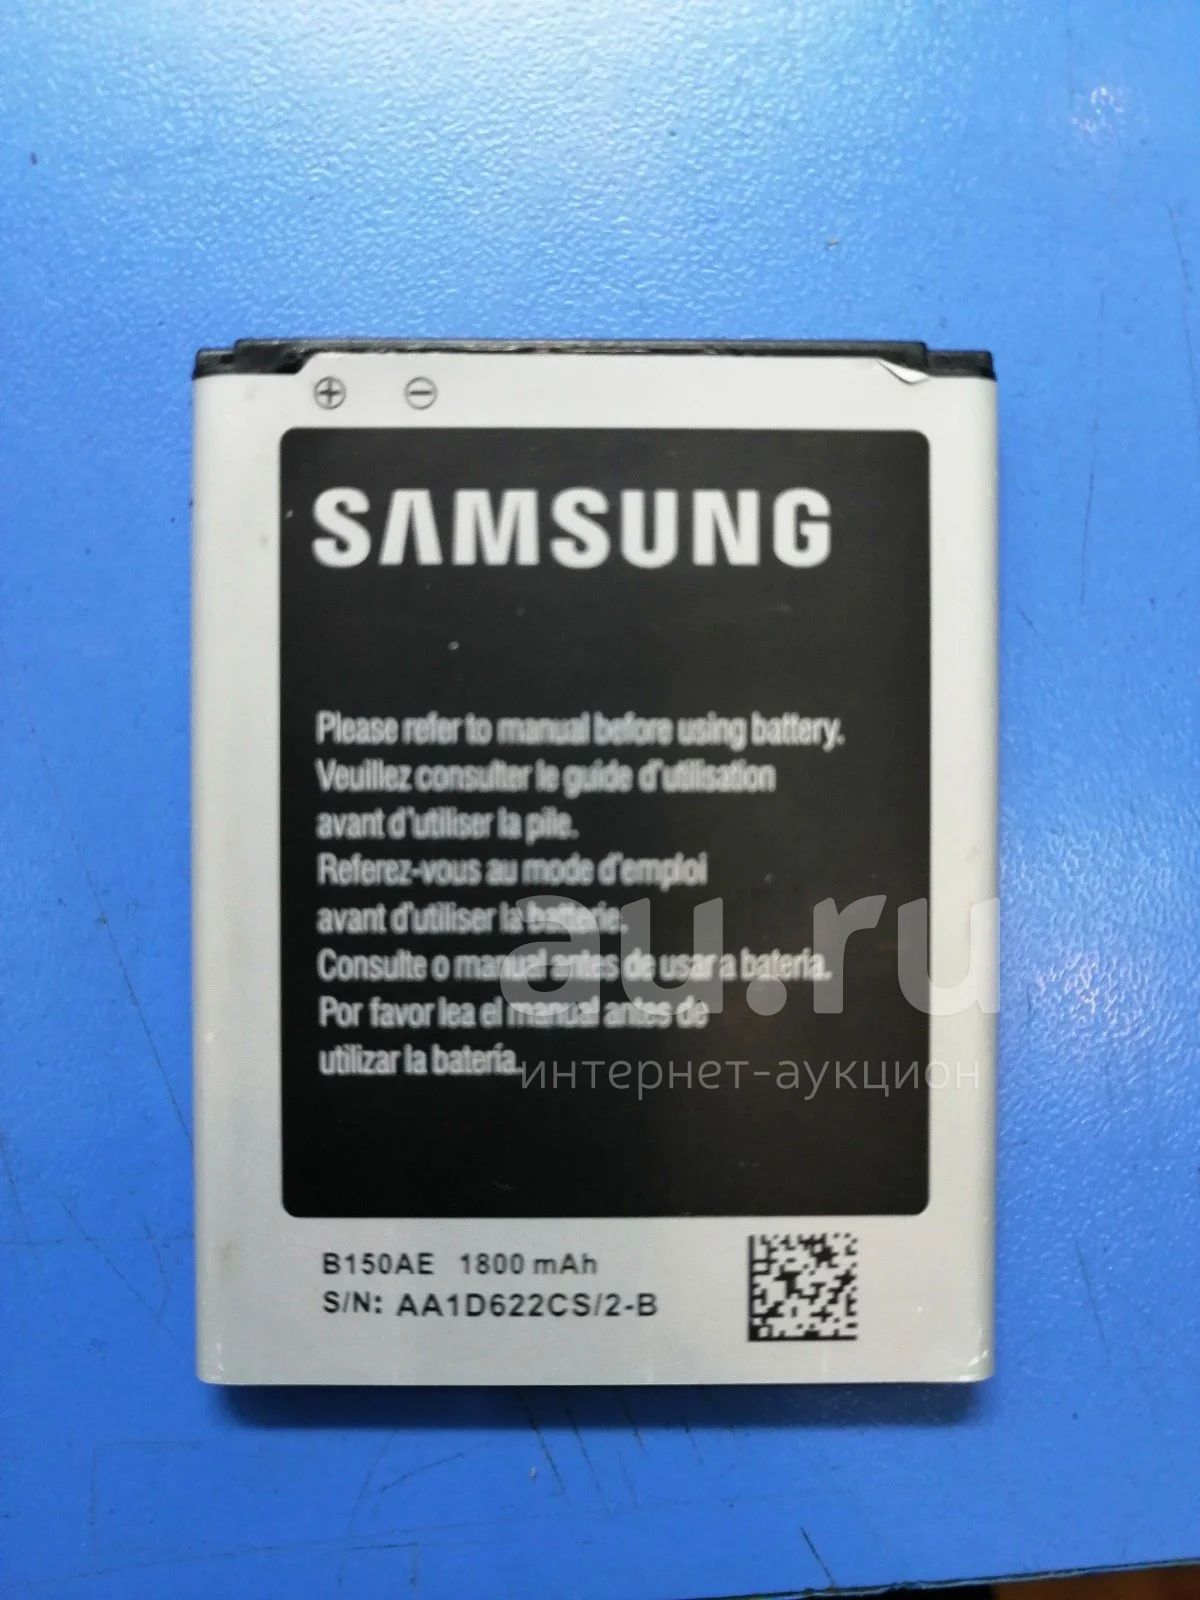 SAMSUNG
Please refer to manual before using battery.
Veuillez consulter le guide d'utilisation
avant d'utiliser la pile.
Referez-vous au mode d'emploi
avant d'utiliser la batterie.
Consulte o manual antes de usar a bateria.
Por favor lea el manual antes de
utilizar la batería.
au.ru
интернет-аукцион
B150AE 1800 mAh
S/N: AA1D622CS/2-B